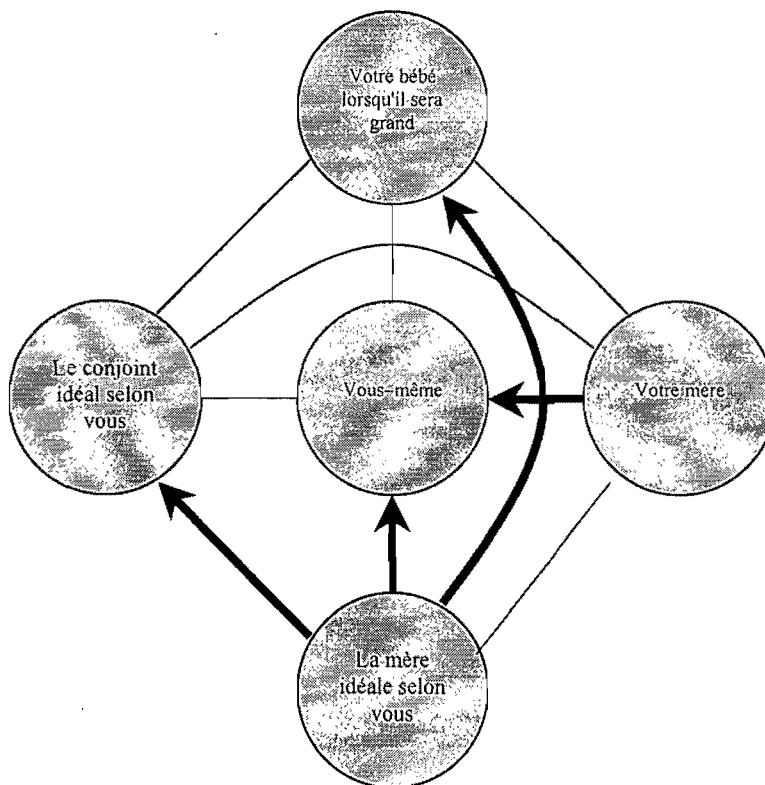 Votre bébé
lorsqu'il sera
grand
Le conjoint
idéal selon
vous
Vous-même
Votre mère
La mère
idéale selon
vous